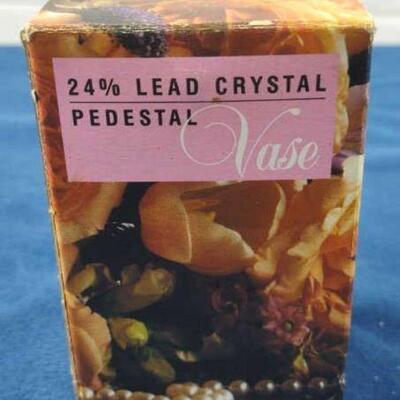 24% LEAD CRYSTAL
PEDESTAL Vase